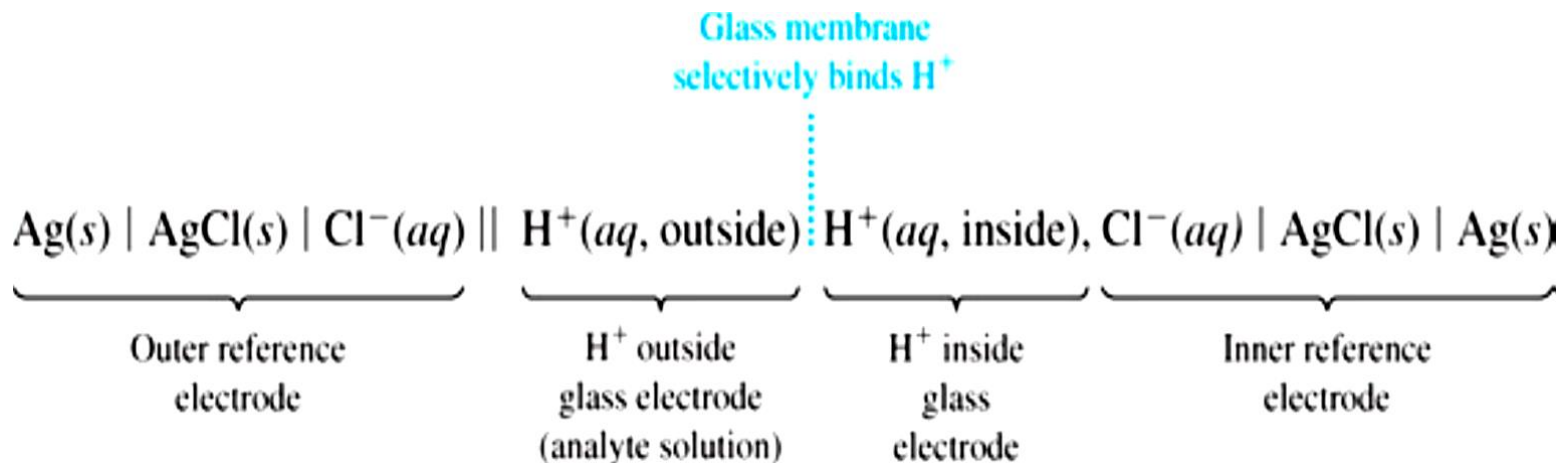 Glass membrane
selectively binds H⁺
Ag(s) | AgCl(s) | Cl⁻(aq) || H⁺(aq, outside) ⁞ H⁺(aq, inside), Cl⁻(aq) | AgCl(s) | Ag(s)
Outer reference
electrode
H⁺ outside
glass electrode
(analyte solution)
H⁺ inside
glass
electrode
Inner reference
electrode